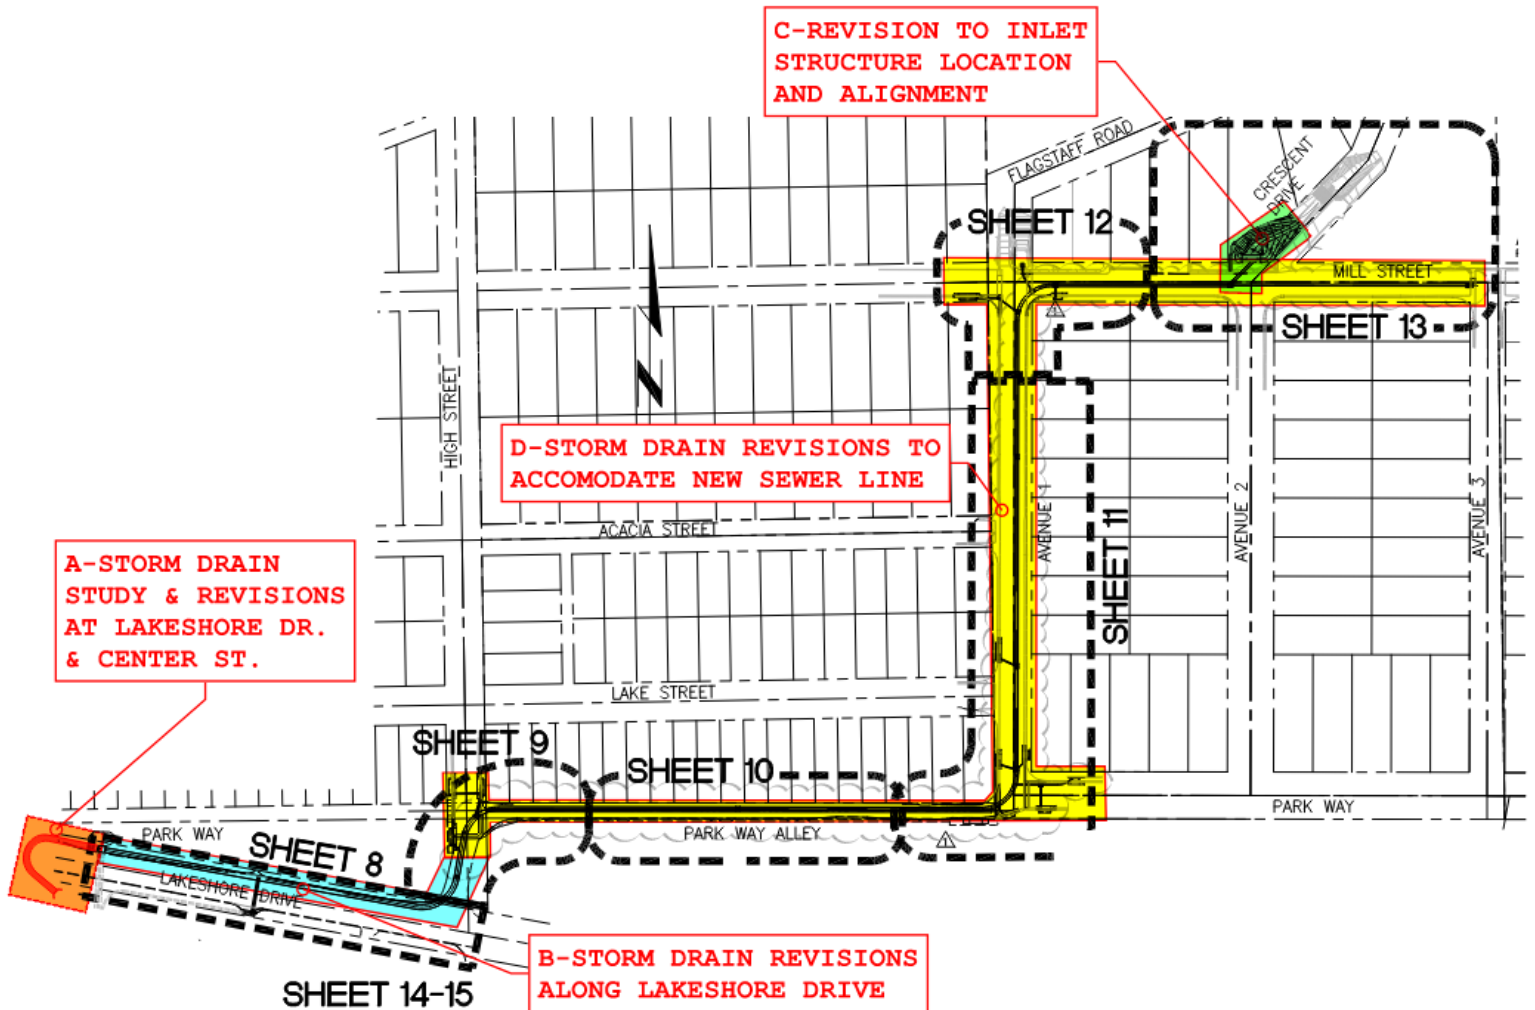 C-REVISION TO INLET
STRUCTURE LOCATION
AND ALIGNMENT
FLAGSTAFF ROAD
CRESCENT
DRIVE
SHEET 12
MILL STREET
SHEET 13
HIGH STREET
D-STORM DRAIN REVISIONS TO
ACCOMODATE NEW SEWER LINE
AVENUE 1
SHEET 11
AVENUE 2
AVENUE 3
ACACIA STREET
A-STORM DRAIN
STUDY & REVISIONS
AT LAKESHORE DR.
& CENTER ST.
LAKE STREET
SHEET 9
SHEET 10
PARK WAY
PARK WAY
PARK WAY ALLEY
1
SHEET 8
LAKESHORE DRIVE
B-STORM DRAIN REVISIONS
ALONG LAKESHORE DRIVE
SHEET 14-15